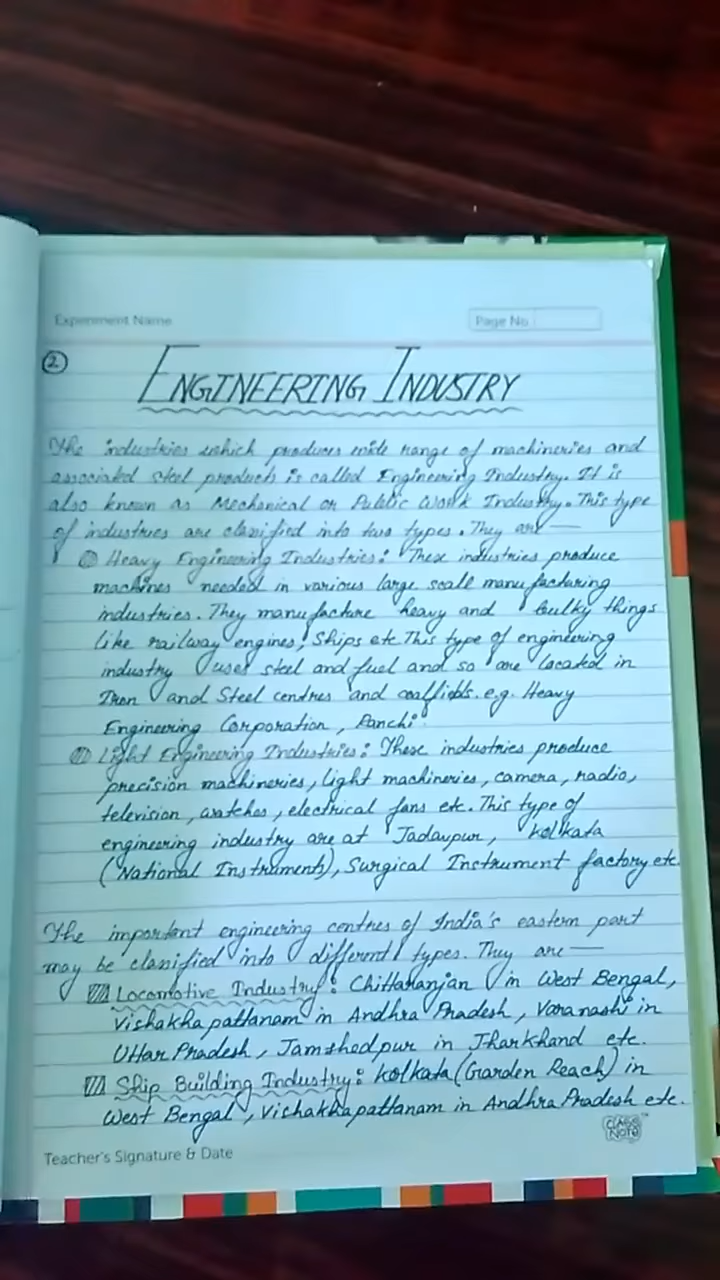 Experiment Name
Page No
2
ENGINEERING INDUSTRY
The industries which produces wide range of machineries and
associated steel products is called Engineering Industry. It is
also known as Mechanical or Public Work Industry. This type
of industries are classified into two types. They are —
(i) Heavy Engineering Industries: These industries produce
machines needed in various large scall manufacturing
industries. They manufacture heavy and bulky things
like railway engines, Ships etc. This type of engineering
industry uses steel and fuel and so are located in
Iron and Steel centres and coalfields. e.g. Heavy
Engineering Corporation, Ranchi.
(ii) Light Engineering Industries: These industries produce
precision machineries, light machineries, camera, radio,
television, watches, electrical fans etc. This type of
engineering industry are at Jadavpur, Kolkata
(National Instruments), Surgical Instrument factory etc.
The important engineering centres of India's eastern part
may be classified into different types. They are —
Locomotive Industry: Chittaranjan in West Bengal,
Vishakhapattanam in Andhra Pradesh, Varanashi in
Uttar Pradesh, Jamshedpur in Jharkhand etc.
Ship Building Industry: Kolkata (Garden Reach) in
West Bengal, Vishakhapattanam in Andhra Pradesh etc.
CLASS NOTE
Teacher's Signature & Date